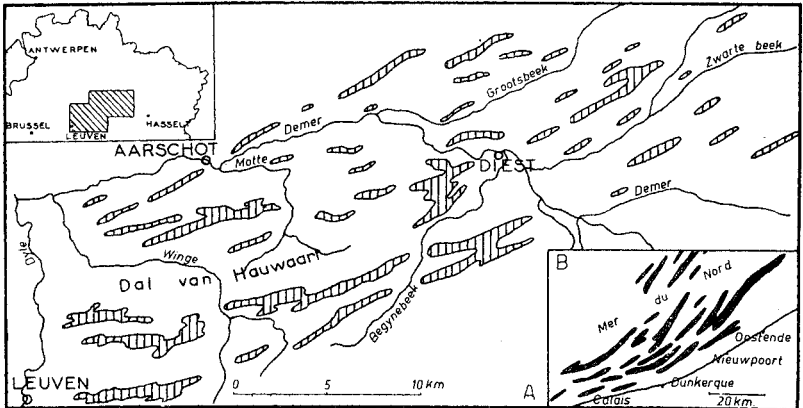 ANTWERPEN
BRUSSEL
HASSELT
LEUVEN
AARSCHOT
Demer
Grootsbeek
Zwarte beek
Motte
DIEST
Demer
Dyle
Winge
Dal van Hauwaart
Begynebeek
LEUVEN
0 5 10 km
A
B
Mer du Nord
Oostende
Nieuwpoort
Dunkerque
Calais
20 km.